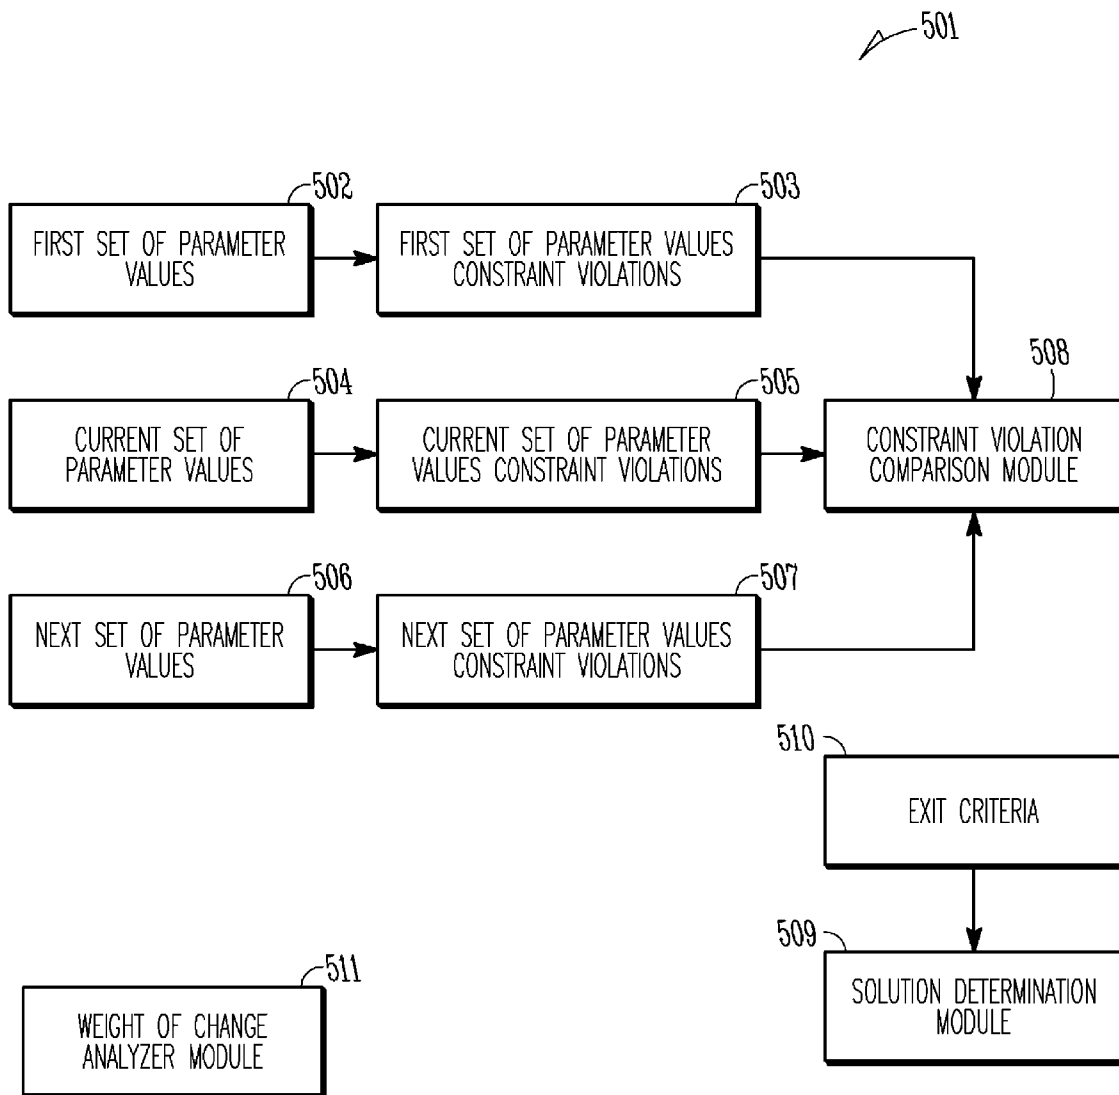 501
502
FIRST SET OF PARAMETER
VALUES
503
FIRST SET OF PARAMETER VALUES
CONSTRAINT VIOLATIONS
504
CURRENT SET OF
PARAMETER VALUES
505
CURRENT SET OF PARAMETER
VALUES CONSTRAINT VIOLATIONS
508
CONSTRAINT VIOLATION
COMPARISON MODULE
506
NEXT SET OF PARAMETER
VALUES
507
NEXT SET OF PARAMETER VALUES
CONSTRAINT VIOLATIONS
510
EXIT CRITERIA
509
SOLUTION DETERMINATION
MODULE
511
WEIGHT OF CHANGE
ANALYZER MODULE